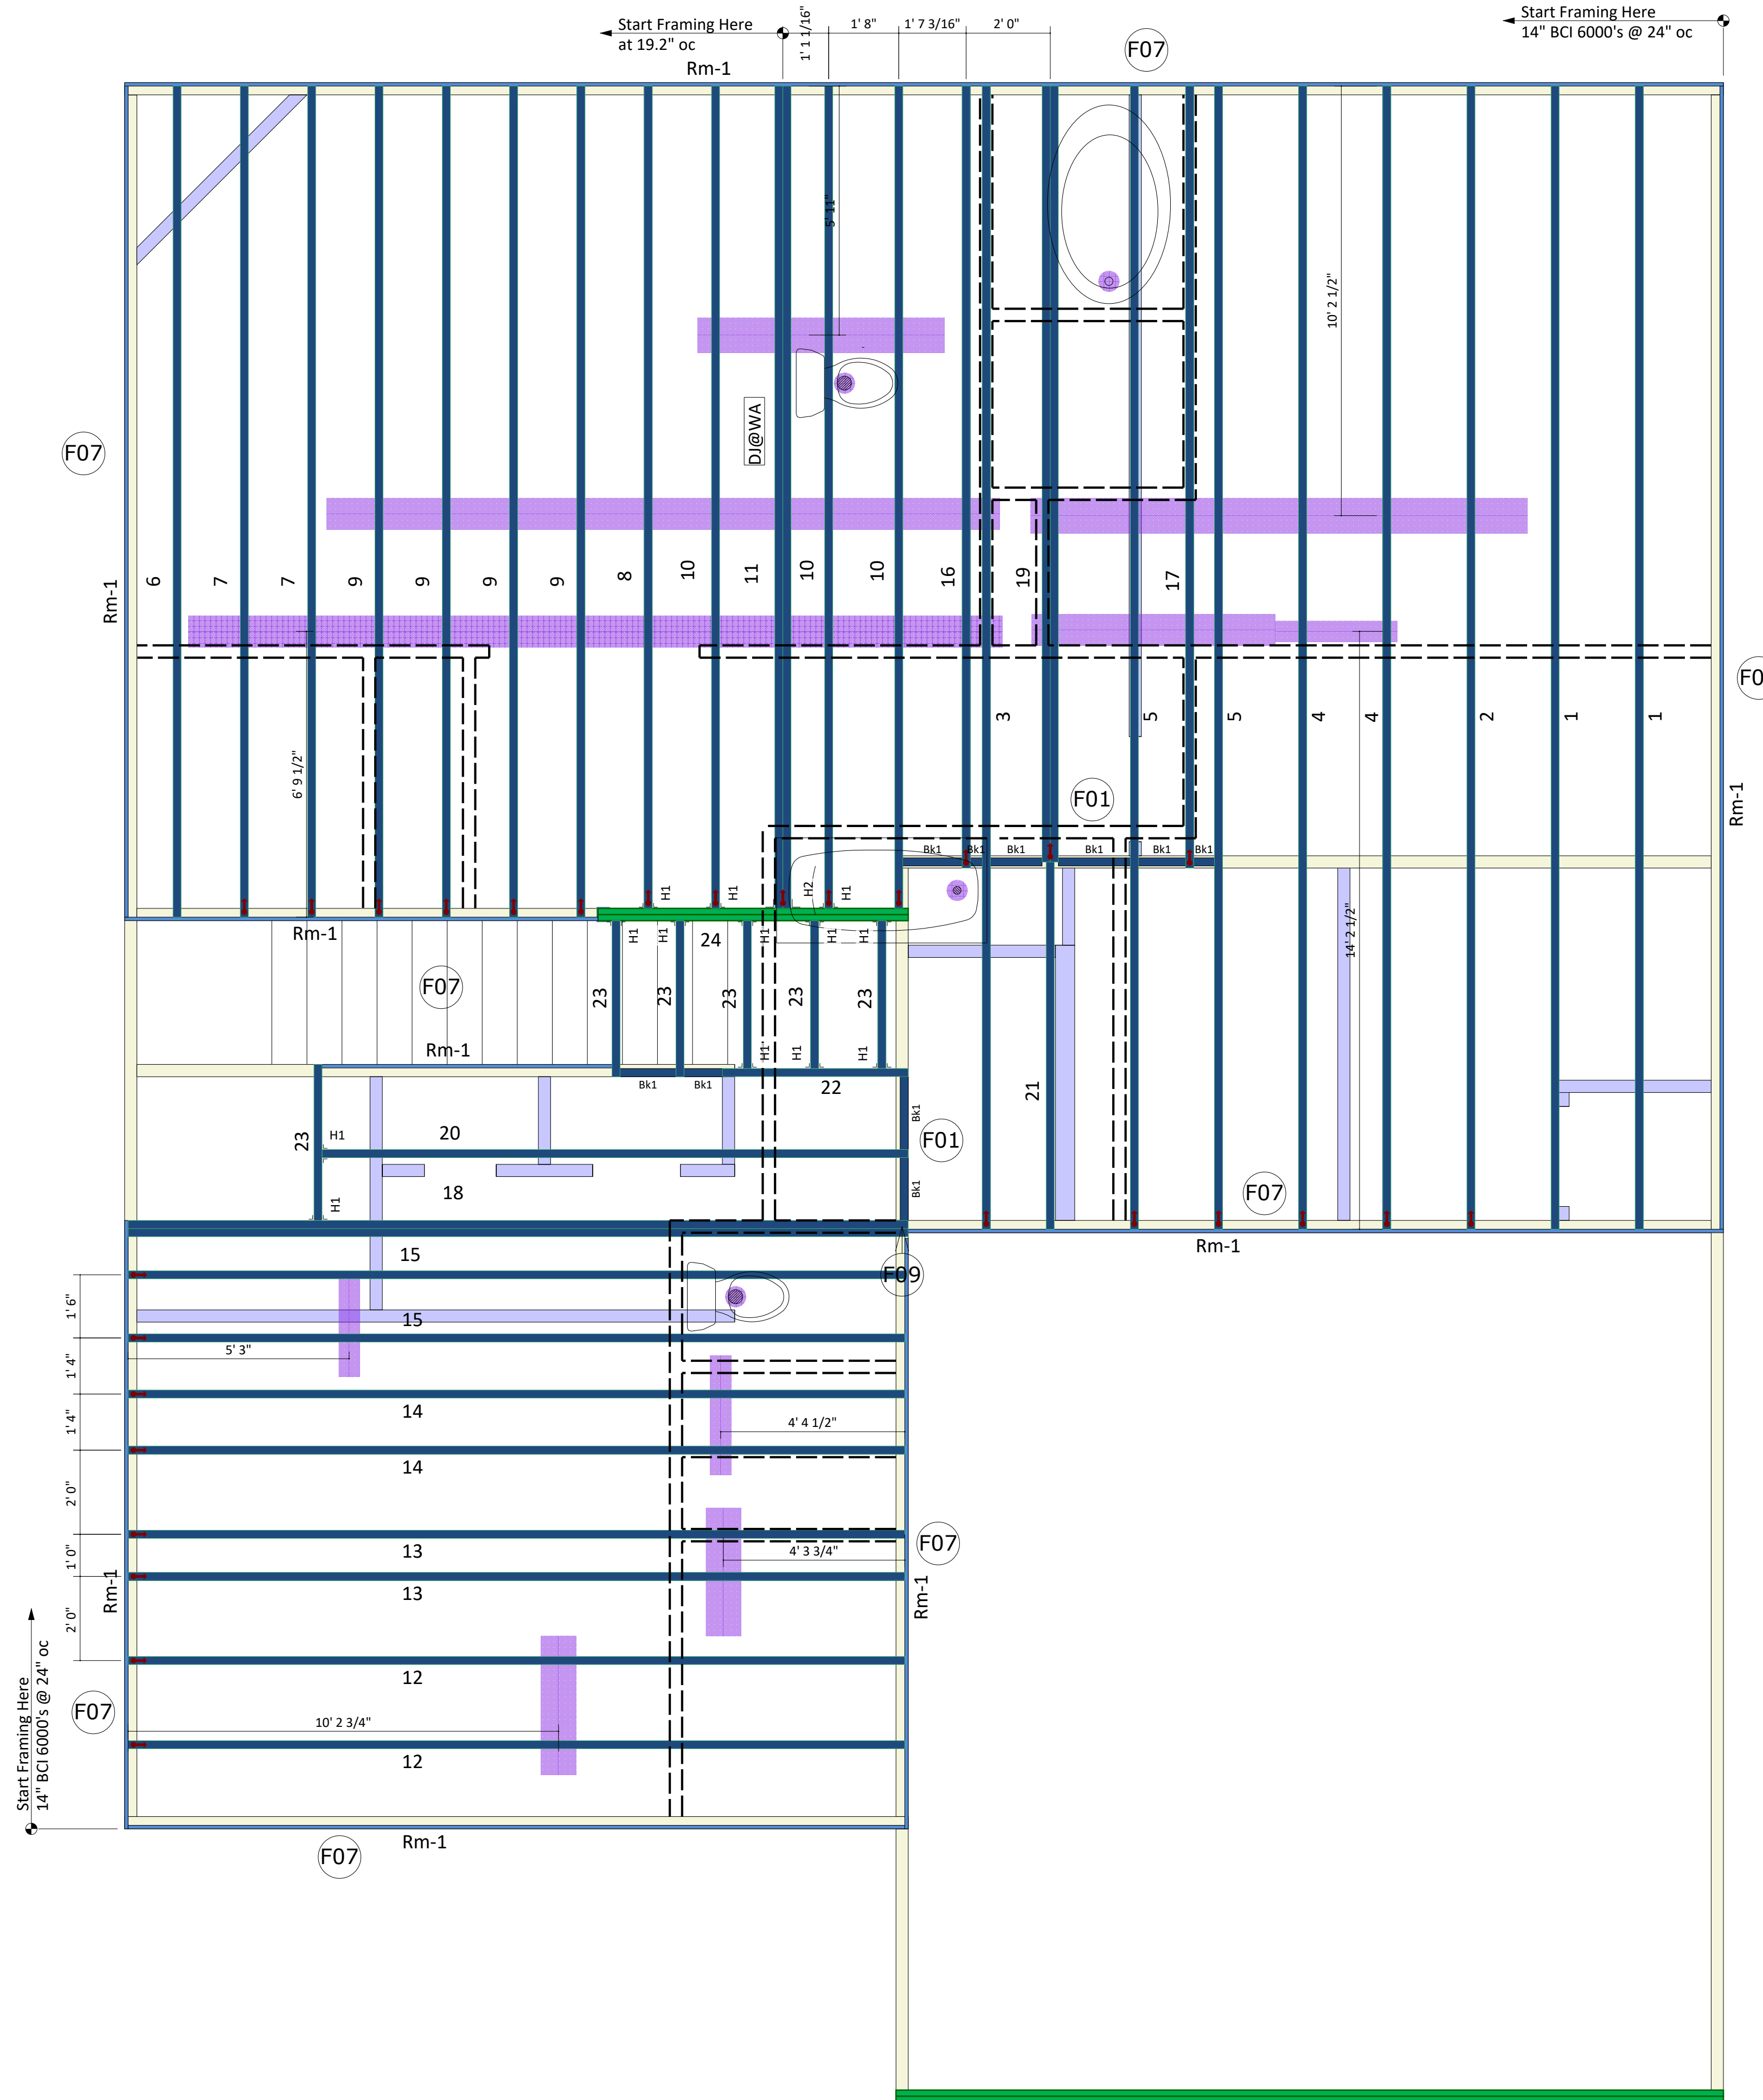 Start Framing Here
at 19.2" oc
1' 1 1/16"
1' 8"
1' 7 3/16"
2' 0"
Start Framing Here
14" BCI 6000's @ 24" oc
F07
Rm-1
5' 11"
10' 2 1/2"
DJ@WA
F07
Rm-1
6
7
7
9
9
9
9
8
10
11
10
10
16
19
17
3
5
5
4
4
2
1
1
F0
Rm-1
6' 9 1/2"
F01
Bk1
Bk1
Bk1
Bk1
Bk1
Bk1
H1
H1
H2
H1
Rm-1
H1
H1
24
H1
H1
H1
14' 2 1/2"
F07
23
23
23
23
23
Rm-1
H1
H1
H1
Bk1
Bk1
22
21
Bk1
F01
23
H1
20
18
H1
Bk1
F07
Rm-1
15
F09
1' 6"
15
5' 3"
1' 4"
14
4' 4 1/2"
1' 4"
14
2' 0"
13
4' 3 3/4"
F07
1' 0"
13
Rm-1
Rm-1
2' 0"
12
Start Framing Here
14" BCI 6000's @ 24" oc
F07
10' 2 3/4"
12
Rm-1
F07